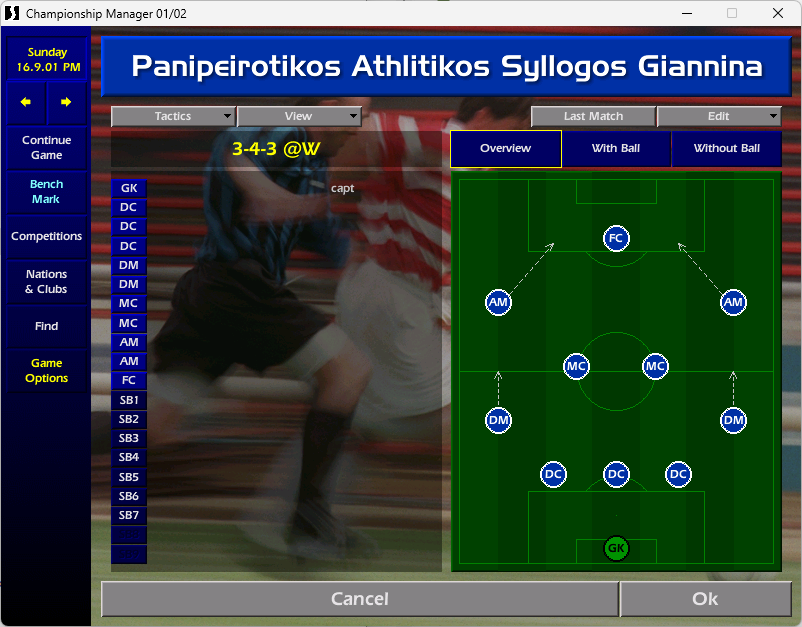 Championship Manager 01/02
Sunday
16.9.01 PM
Continue
Game
Bench
Mark
Competitions
Nations
& Clubs
Find
Game
Options
Panipeirotikos Athlitikos Syllogos Giannina
Tactics
View
Last Match
Edit
3-4-3 @W
Overview
With Ball
Without Ball
GK capt
DC
DC
DC
DM
DM
MC
MC
AM
AM
FC
SB1
SB2
SB3
SB4
SB5
SB6
SB7
FC
AM AM
MC MC
DM DM
DC DC DC
GK
Cancel
Ok